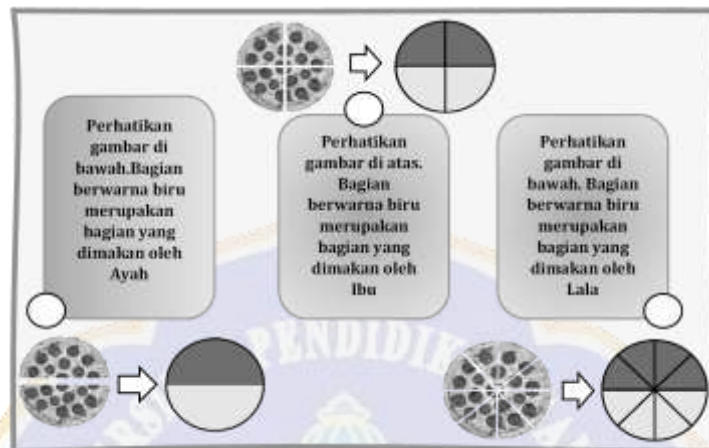 Perhatikan
gambar di
bawah.Bagian
berwarna biru
merupakan
bagian yang
dimakan oleh
Ayah
Perhatikan
gambar di atas.
Bagian
berwarna biru
merupakan
bagian yang
dimakan oleh
Ibu
Perhatikan
gambar di
bawah. Bagian
berwarna biru
merupakan
bagian yang
dimakan oleh
Lala
PENDIDIK